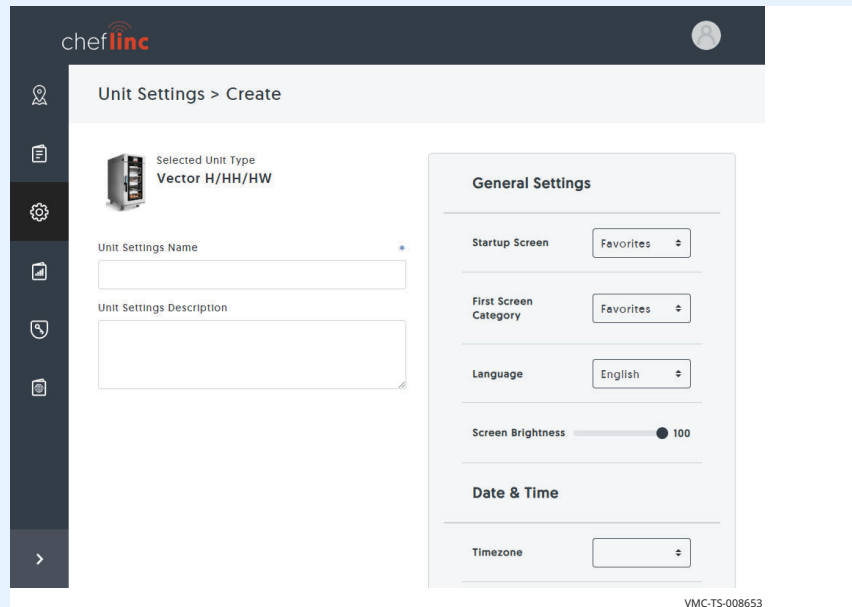 cheflinc
Unit Settings > Create
Selected Unit Type
Vector H/HH/HW
Unit Settings Name *
Unit Settings Description
General Settings
Startup Screen Favorites
First Screen
Category Favorites
Language English
Screen Brightness 100
Date & Time
Timezone
VMC-TS-008653